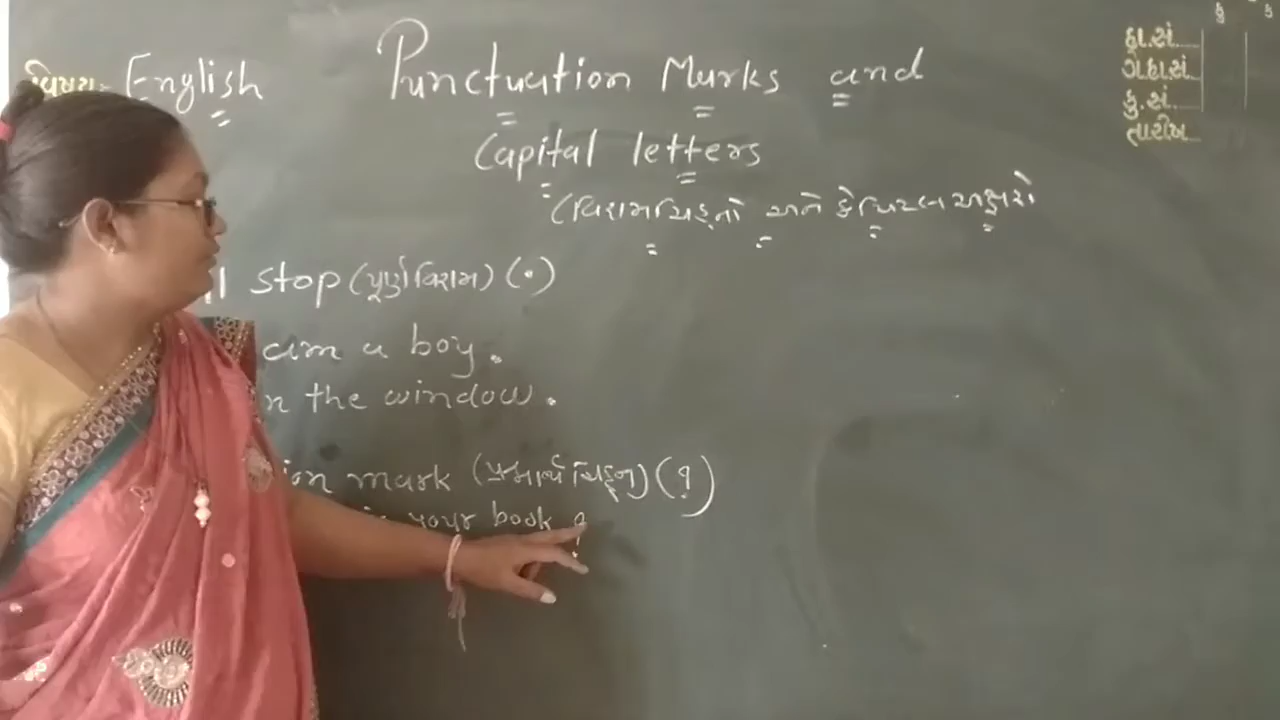 વિષય:- English
Punctuation Marks and
Capital letters
(વિરામચિહ્નો અને કેપિટલ અક્ષરો
stop (પૂર્ણવિરામ) (.)
am a boy.
the window.
mark (પ્રશ્નાર્થ ચિહ્ન) (?)
your book ?
કુા.સં.
ગે.હા.સં.
કુ.સં.
તારીખ